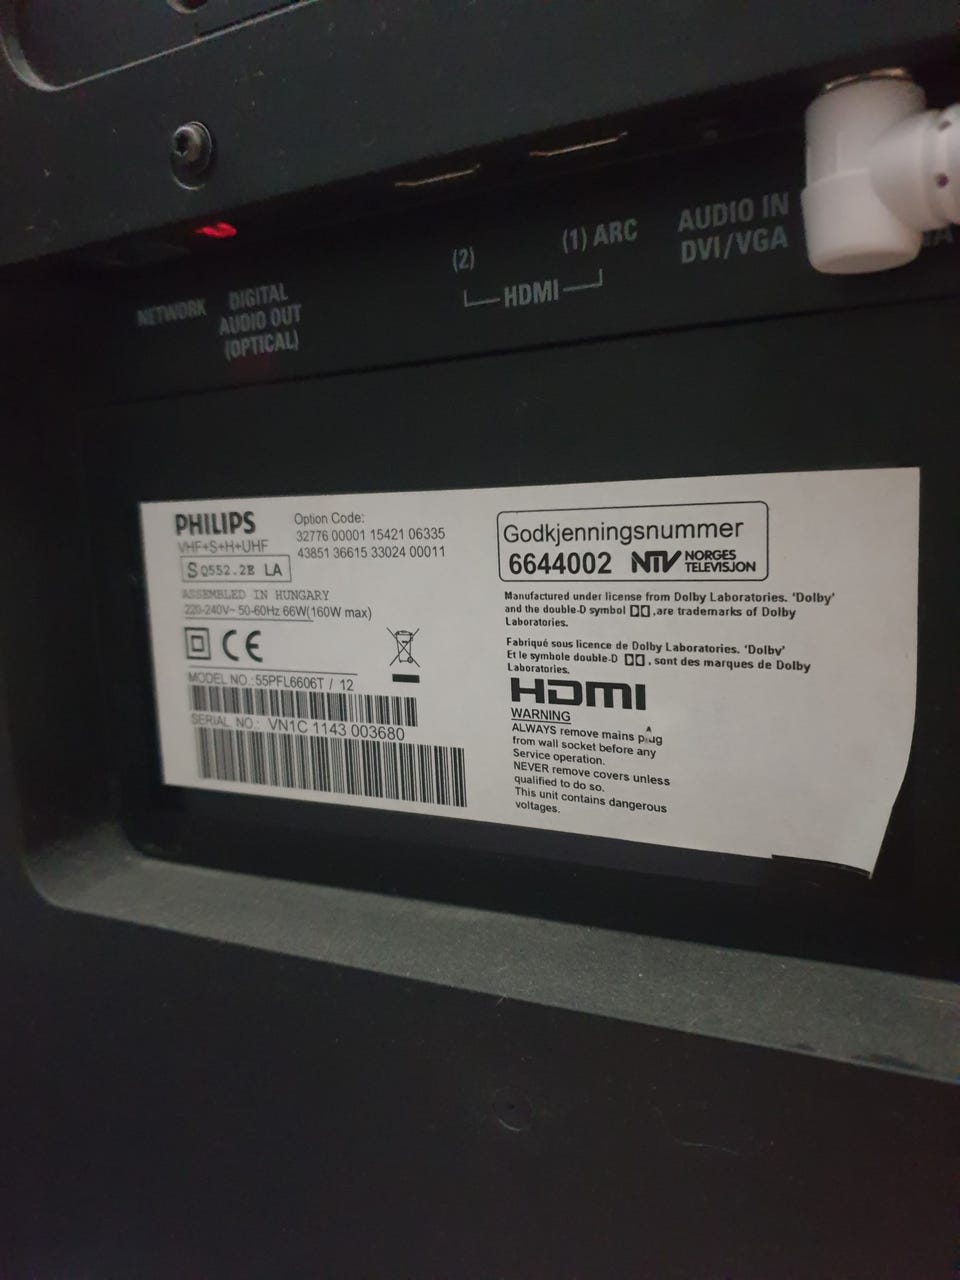 NETWORK
DIGITAL
AUDIO OUT
(OPTICAL)
(2)
(1) ARC
HDMI
AUDIO IN
DVI/VGA
PHILIPS
VHF+S+H+UHF
S Q552.2E LA
Option Code:
32776 00001 15421 06335
43851 36615 33024 00011
ASSEMBLED IN HUNGARY
220-240V~ 50-60Hz 66W(160W max)
CE
MODEL NO.:55PFL6606T / 12
SERIAL NO.: VN1C 1143 003680
Godkjenningsnummer
6644002 NTV NORGES
TELEVISJON
Manufactured under license from Dolby Laboratories. 'Dolby'
and the double-D symbol ,are trademarks of Dolby
Laboratories.
Fabriqué sous licence de Dolby Laboratories. 'Dolby'
Et le symbole double-D , sont des marques de Dolby
Laboratories.
HDMI
WARNING
ALWAYS remove mains plug
from wall socket before any
Service operation.
NEVER remove covers unless
qualified to do so.
This unit contains dangerous
voltages.